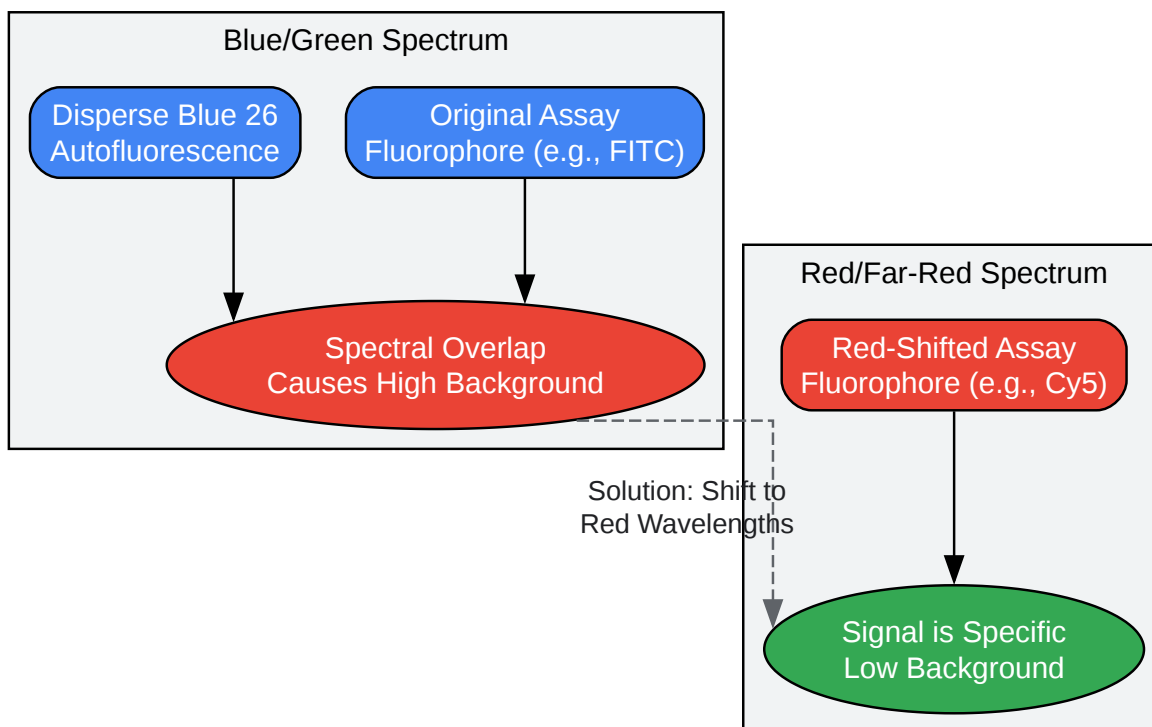 Blue/Green Spectrum
Disperse Blue 26
Autofluorescence
Original Assay
Fluorophore (e.g., FITC)
Spectral Overlap
Causes High Background
Solution: Shift to
Red Wavelengths
Red/Far-Red Spectrum
Red-Shifted Assay
Fluorophore (e.g., Cy5)
Signal is Specific
Low Background